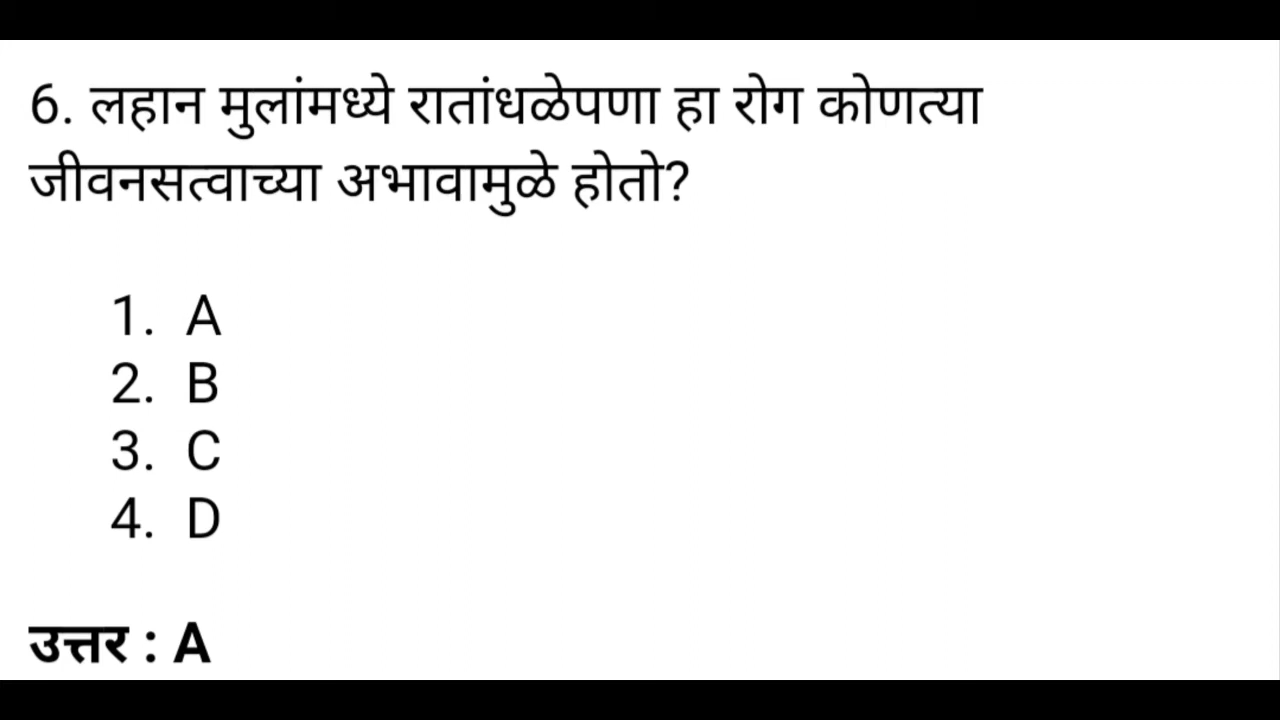 6. लहान मुलांमध्ये रातांधळेपणा हा रोग कोणत्या
जीवनसत्वाच्या अभावामुळे होतो?
1. A
2. B
3. C
4. D
उत्तर : A